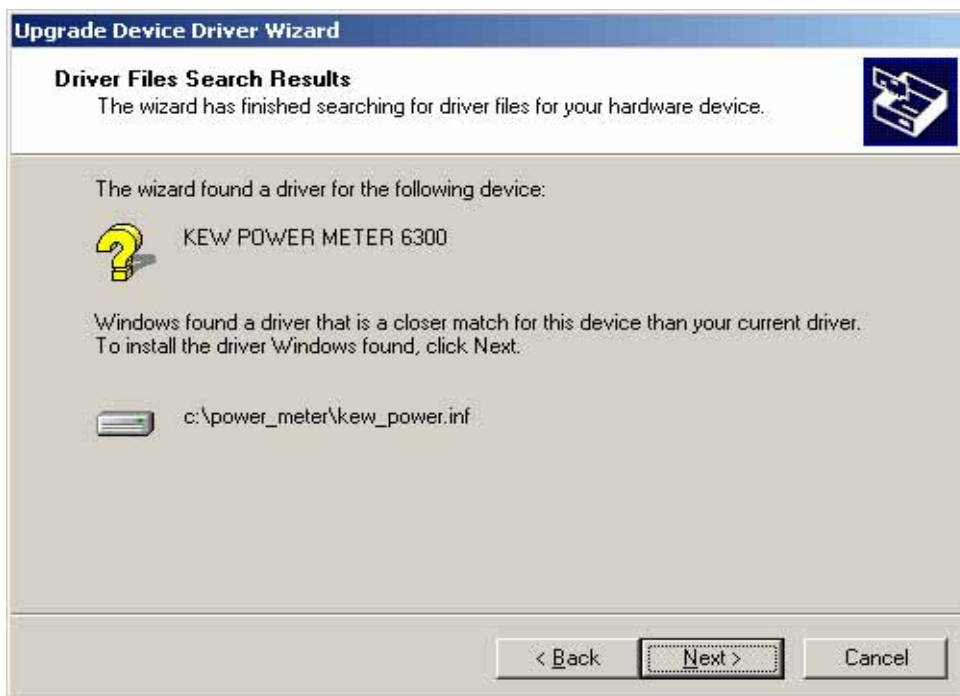 Upgrade Device Driver Wizard
Driver Files Search Results
The wizard has finished searching for driver files for your hardware device.
The wizard found a driver for the following device:
KEW POWER METER 6300
Windows found a driver that is a closer match for this device than your current driver.
To install the driver Windows found, click Next.
c:\power_meter\kew_power.inf
< Back
Next >
Cancel